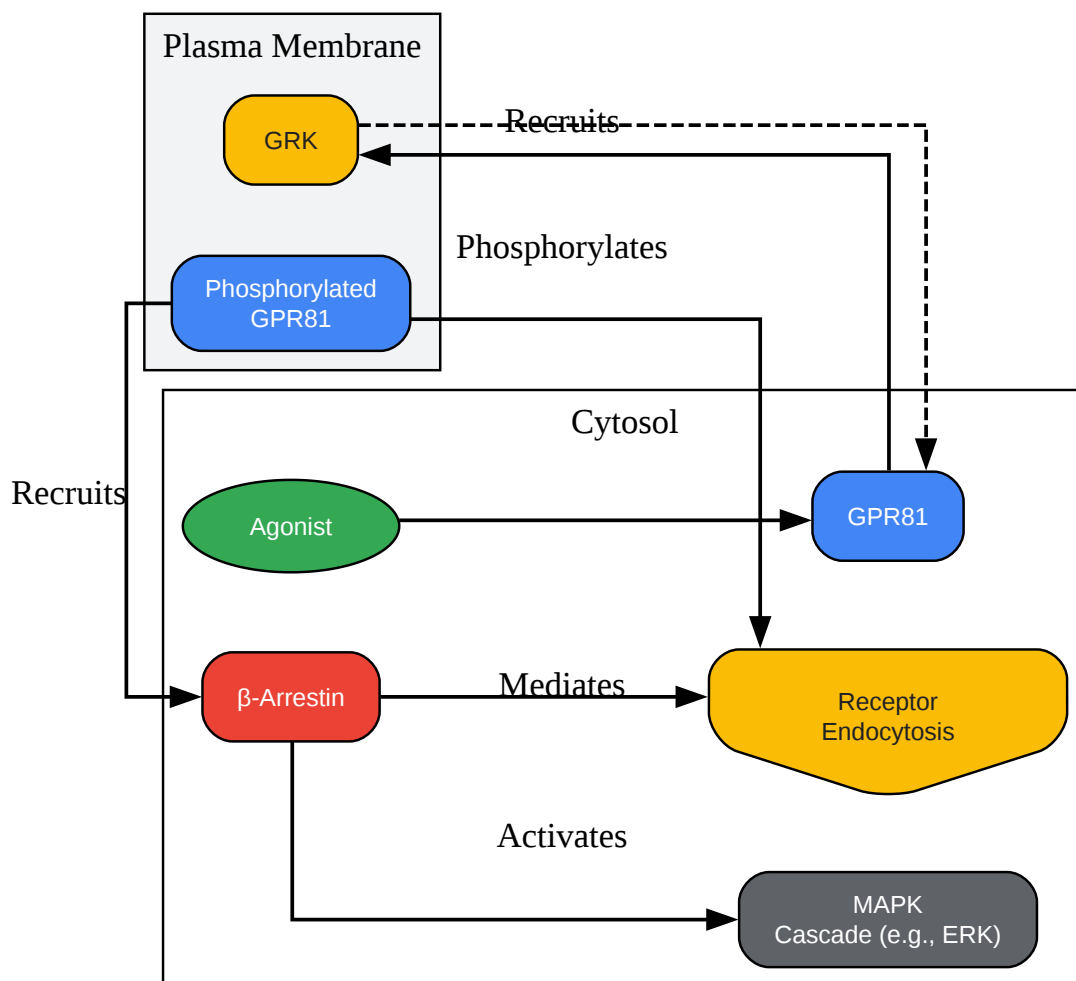 Plasma Membrane
GRK
Recruits
Phosphorylates
Phosphorylated
GPR81
Cytosol
Recruits
Agonist
GPR81
β-Arrestin
Mediates
Receptor
Endocytosis
Activates
MAPK
Cascade (e.g., ERK)